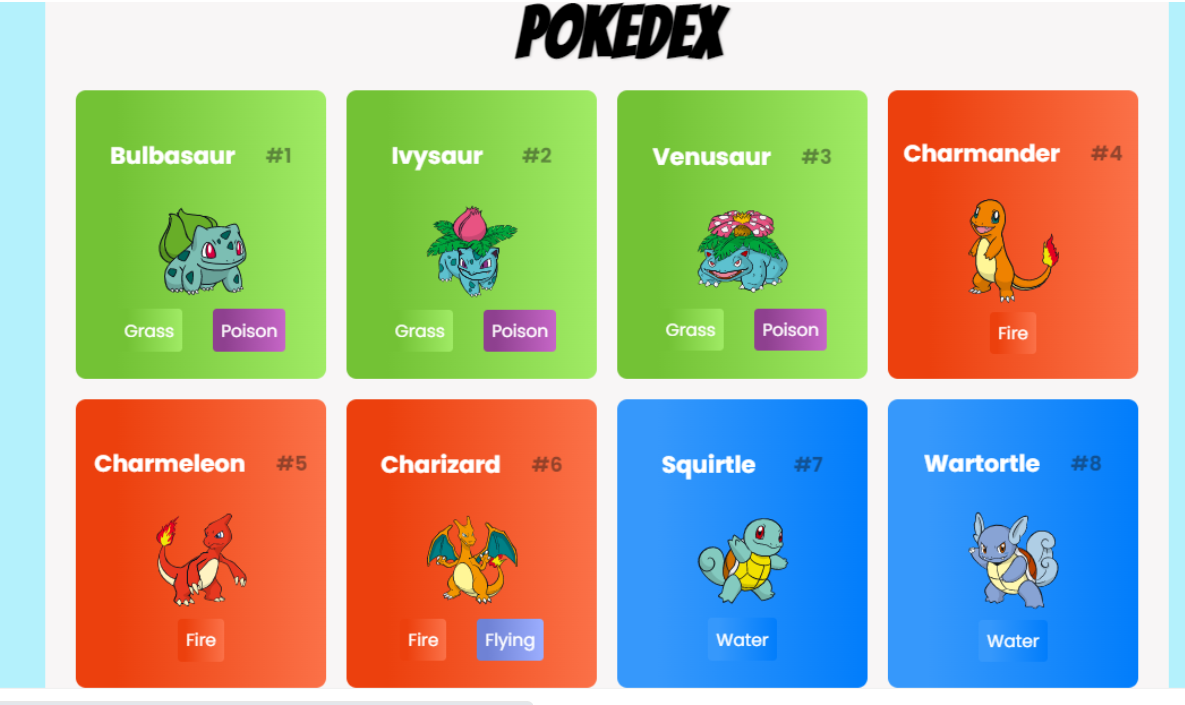 POKEDEX
Bulbasaur #1
Grass Poison
Ivysaur #2
Grass Poison
Venusaur #3
Grass Poison
Charmander #4
Fire
Charmeleon #5
Fire
Charizard #6
Fire Flying
Squirtle #7
Water
Wartortle #8
Water